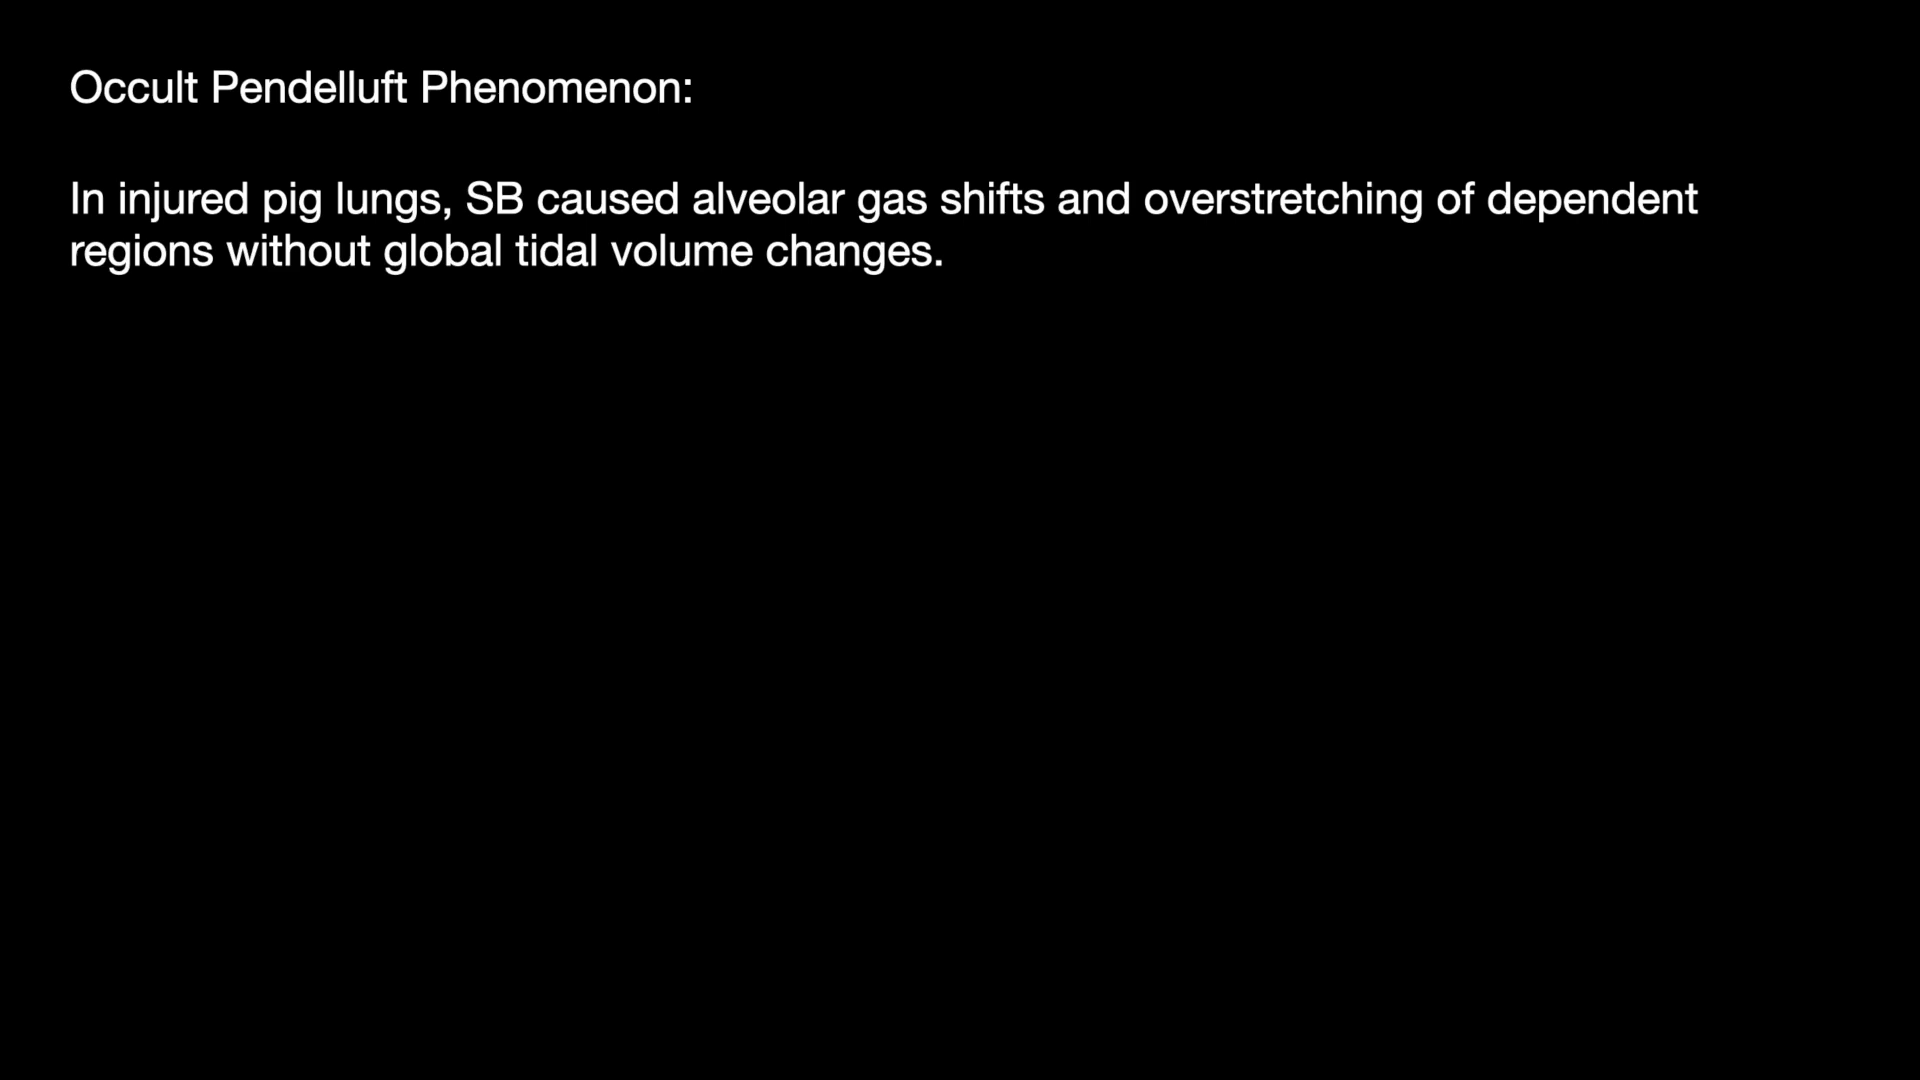 Occult Pendelluft Phenomenon:
In injured pig lungs, SB caused alveolar gas shifts and overstretching of dependent
regions without global tidal volume changes.